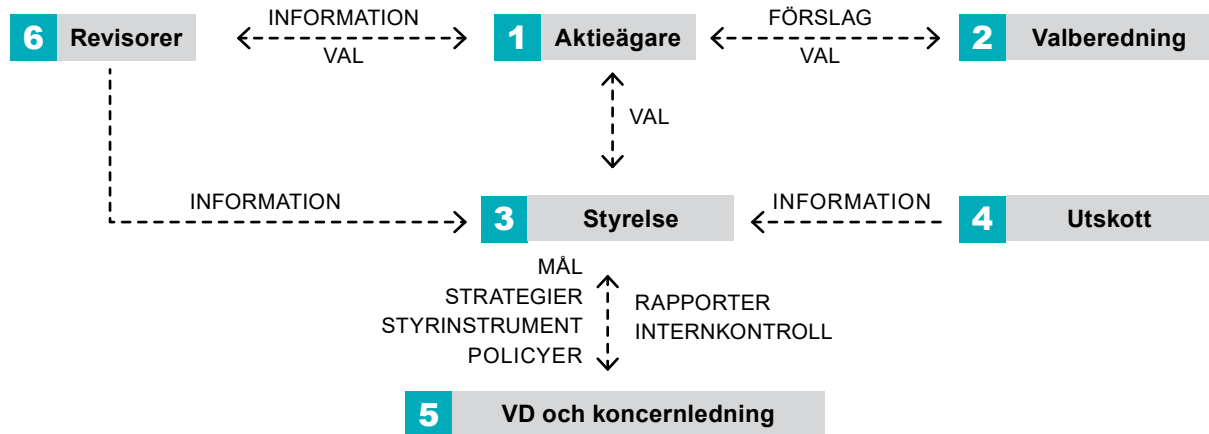 INFORMATION
FÖRSLAG
6 Revisorer
1 Aktieägare
2 Valberedning
VAL
VAL
VAL
INFORMATION
INFORMATION
3 Styrelse
4 Utskott
MÅL
STRATEGIER
STYRINSTRUMENT
POLICYER
RAPPORTER
INTERNKONTROLL
5 VD och koncernledning